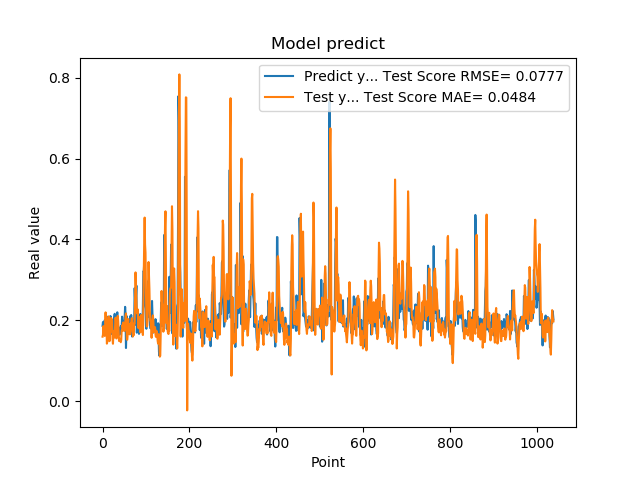 Model predict
Predict y... Test Score RMSE= 0.0777
Test y... Test Score MAE= 0.0484
0.8
0.6
0.4
0.2
0.0
Real value
0 200 400 600 800 1000
Point